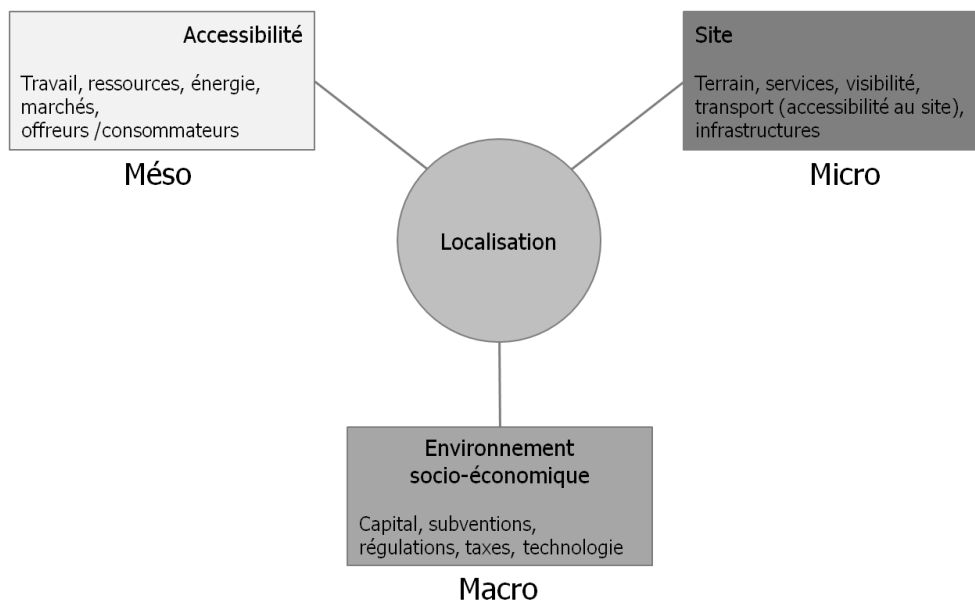 Accessibilité
Travail, ressources, énergie,
marchés,
offreurs /consommateurs
Méso
Site
Terrain, services, visibilité,
transport (accessibilité au site),
infrastructures
Micro
Localisation
Environnement
socio-économique
Capital, subventions,
régulations, taxes, technologie
Macro